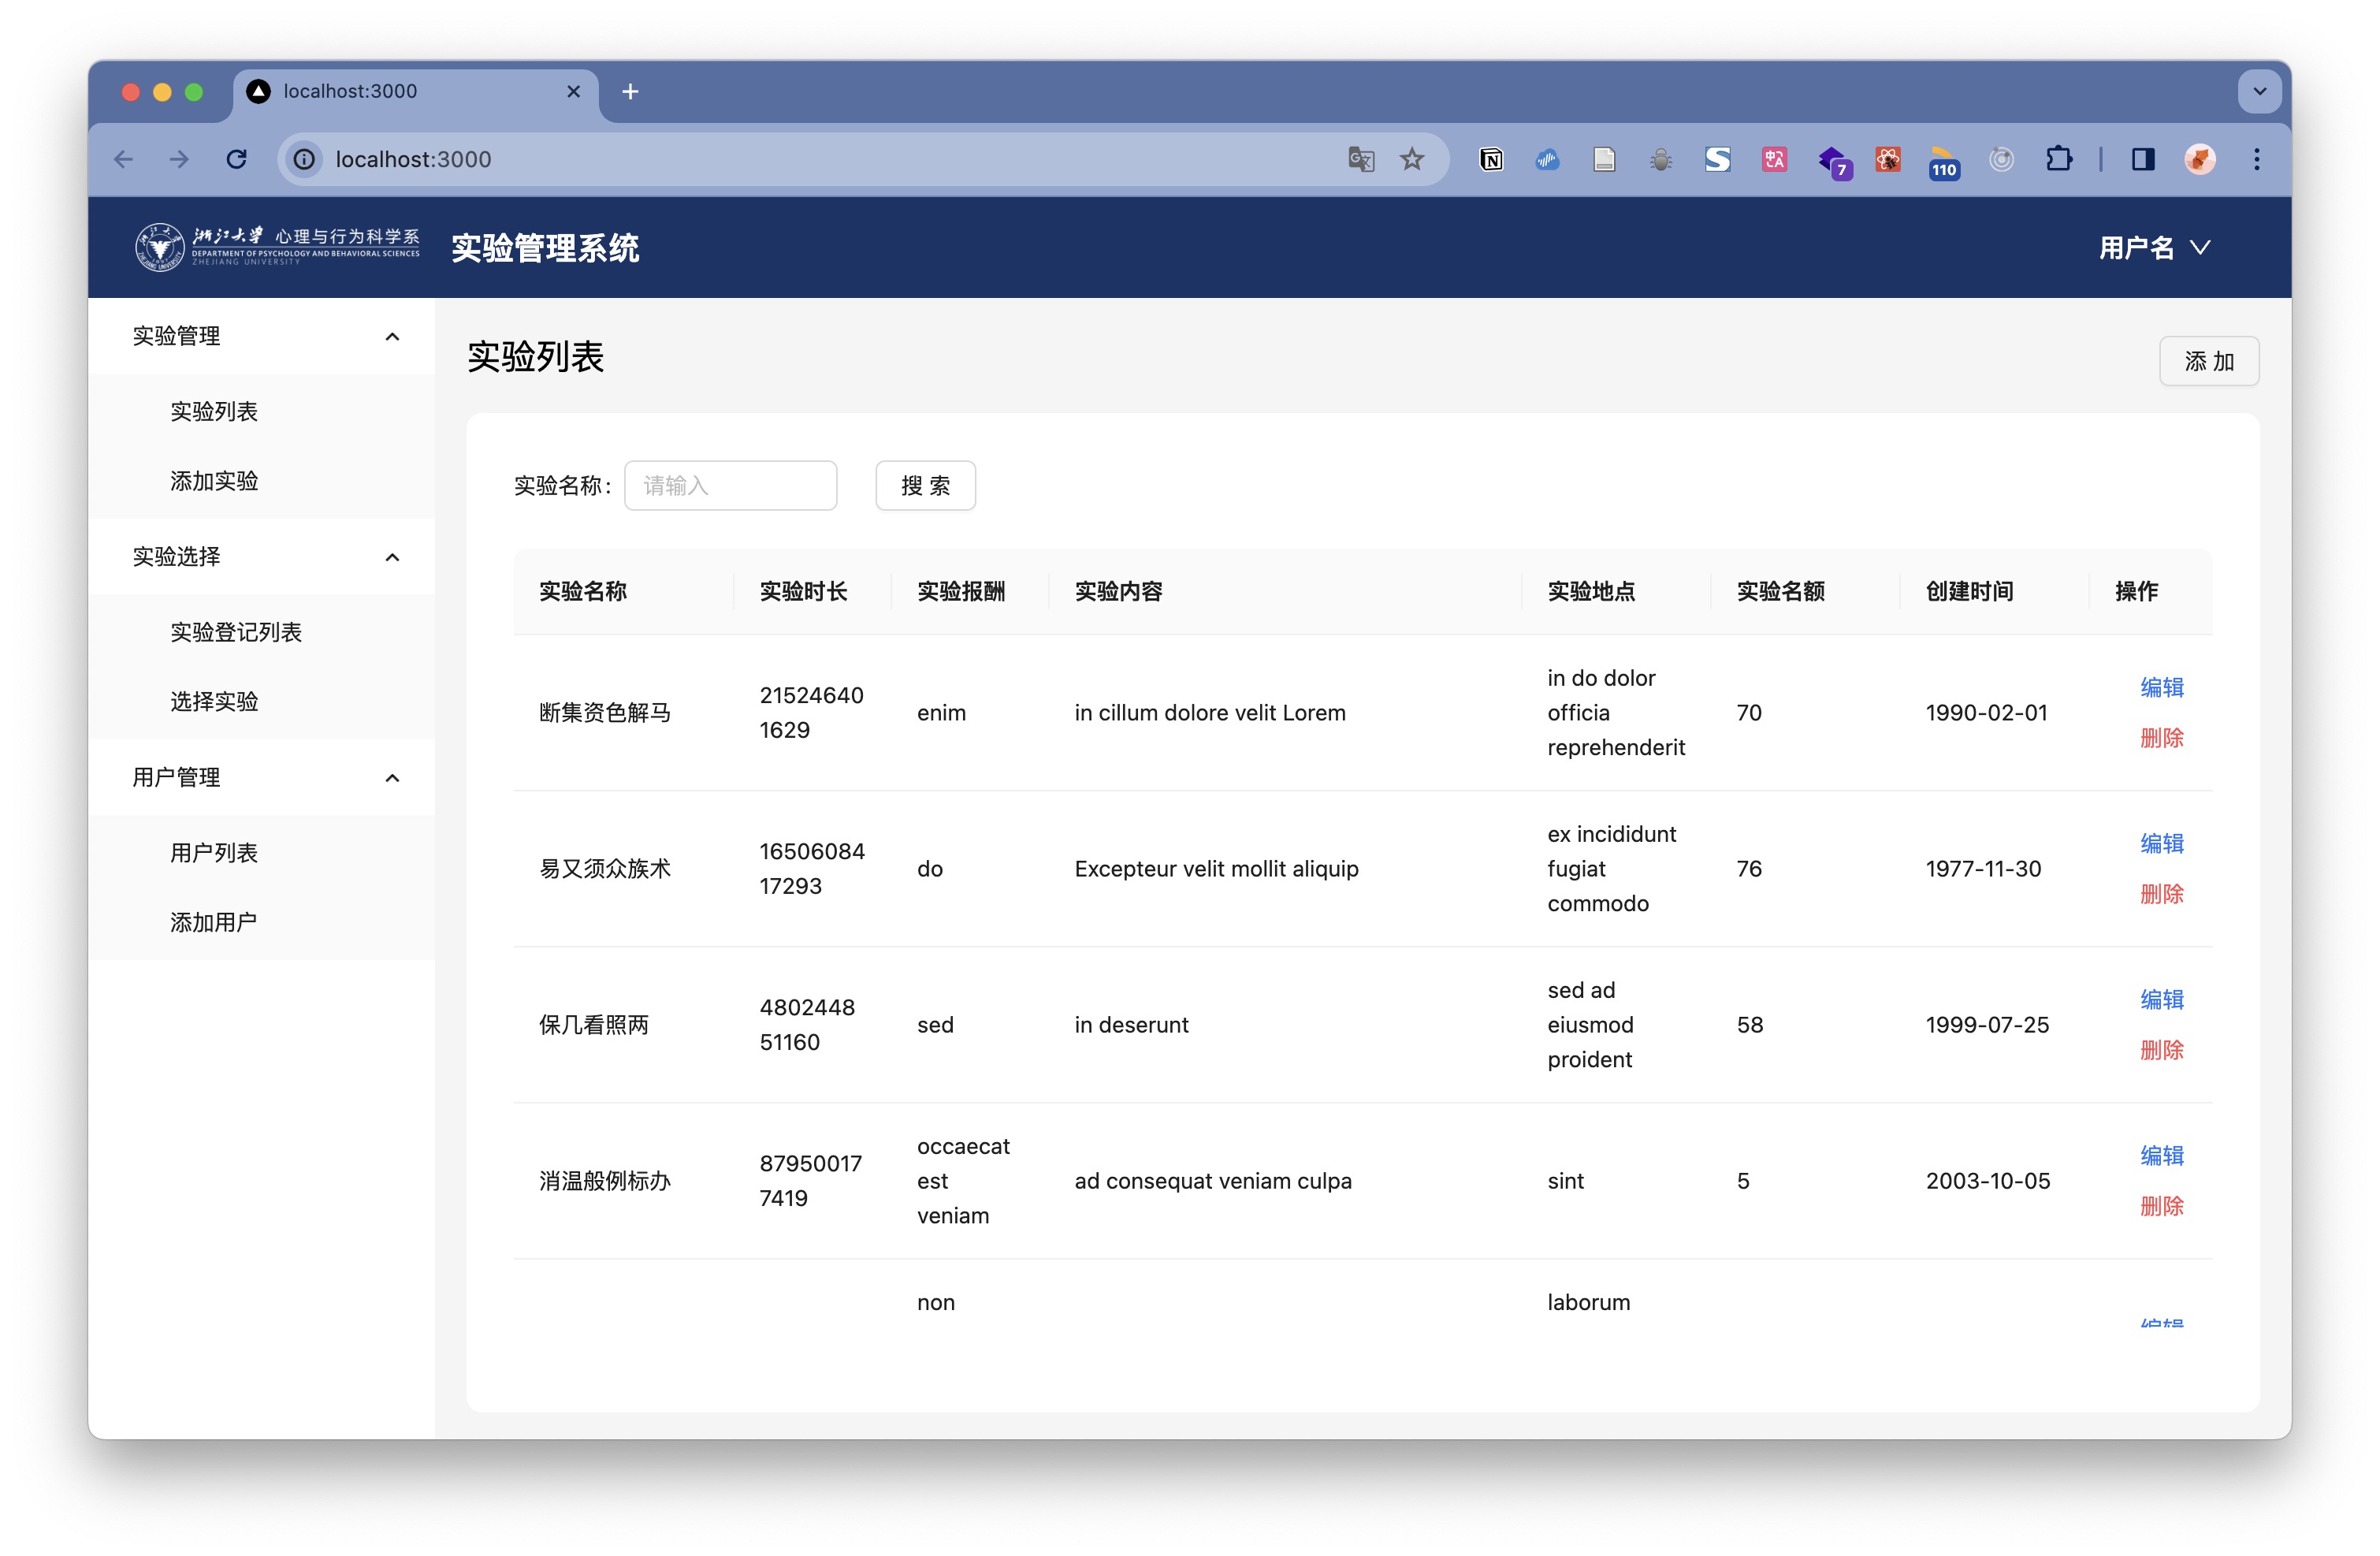 localhost:3000
localhost:3000
7
110
浙江大学 心理与行为科学系
DEPARTMENT OF PSYCHOLOGY AND BEHAVIORAL SCIENCES
ZHEJIANG UNIVERSITY
实验管理系统
用户名
实验管理
实验列表
添加实验
实验选择
实验登记列表
选择实验
用户管理
用户列表
添加用户
实验列表
添 加
实验名称:
请输入
搜 索
实验名称 实验时长 实验报酬 实验内容 实验地点 实验名额 创建时间 操作
断集资色解马
21524640
1629
enim
in cillum dolore velit Lorem
in do dolor
officia
reprehenderit
70
1990-02-01
编辑
删除
易又须众族术
16506084
17293
do
Excepteur velit mollit aliquip
ex incididunt
fugiat
commodo
76
1977-11-30
编辑
删除
保几看照两
4802448
51160
sed
in deserunt
sed ad
eiusmod
proident
58
1999-07-25
编辑
删除
消温般例标办
87950017
7419
occaecat
est
veniam
ad consequat veniam culpa
sint
5
2003-10-05
编辑
删除
non
laborum
编辑